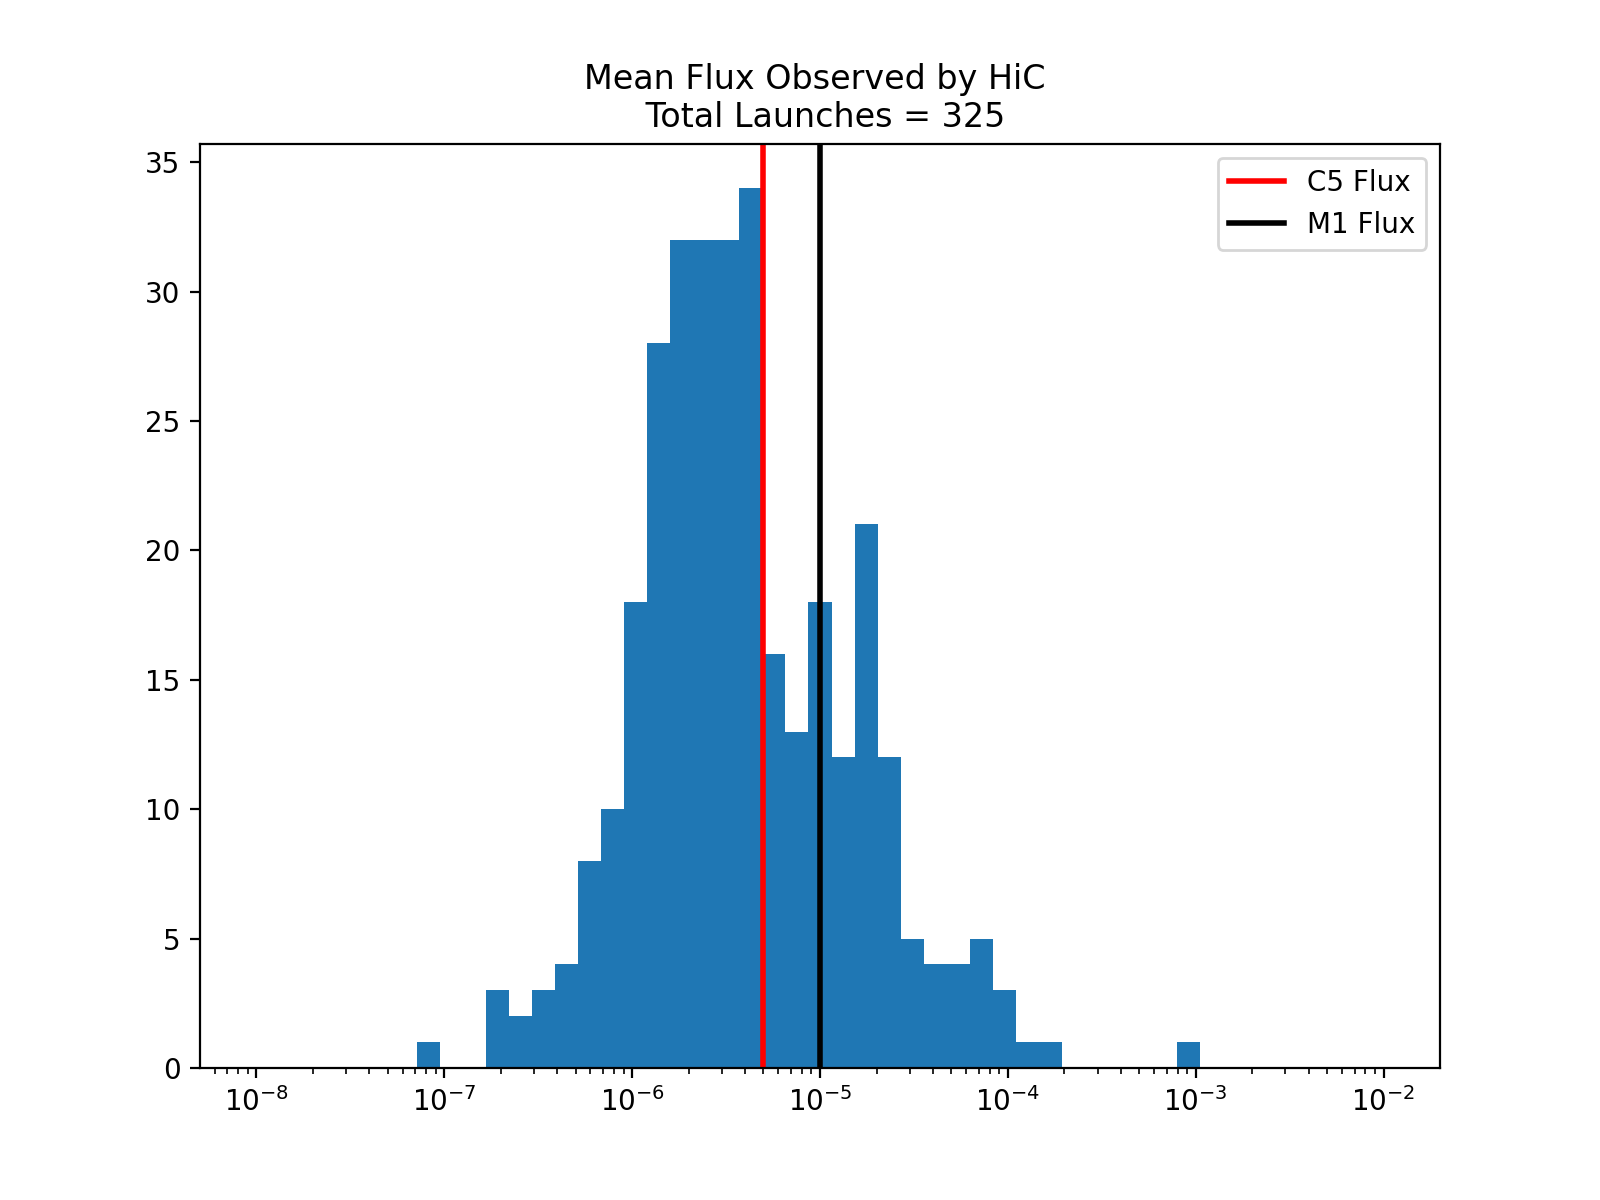 Mean Flux Observed by HiC
Total Launches = 325
C5 Flux
M1 Flux
35
30
25
20
15
10
5
0
10⁻⁸ 10⁻⁷ 10⁻⁶ 10⁻⁵ 10⁻⁴ 10⁻³ 10⁻²